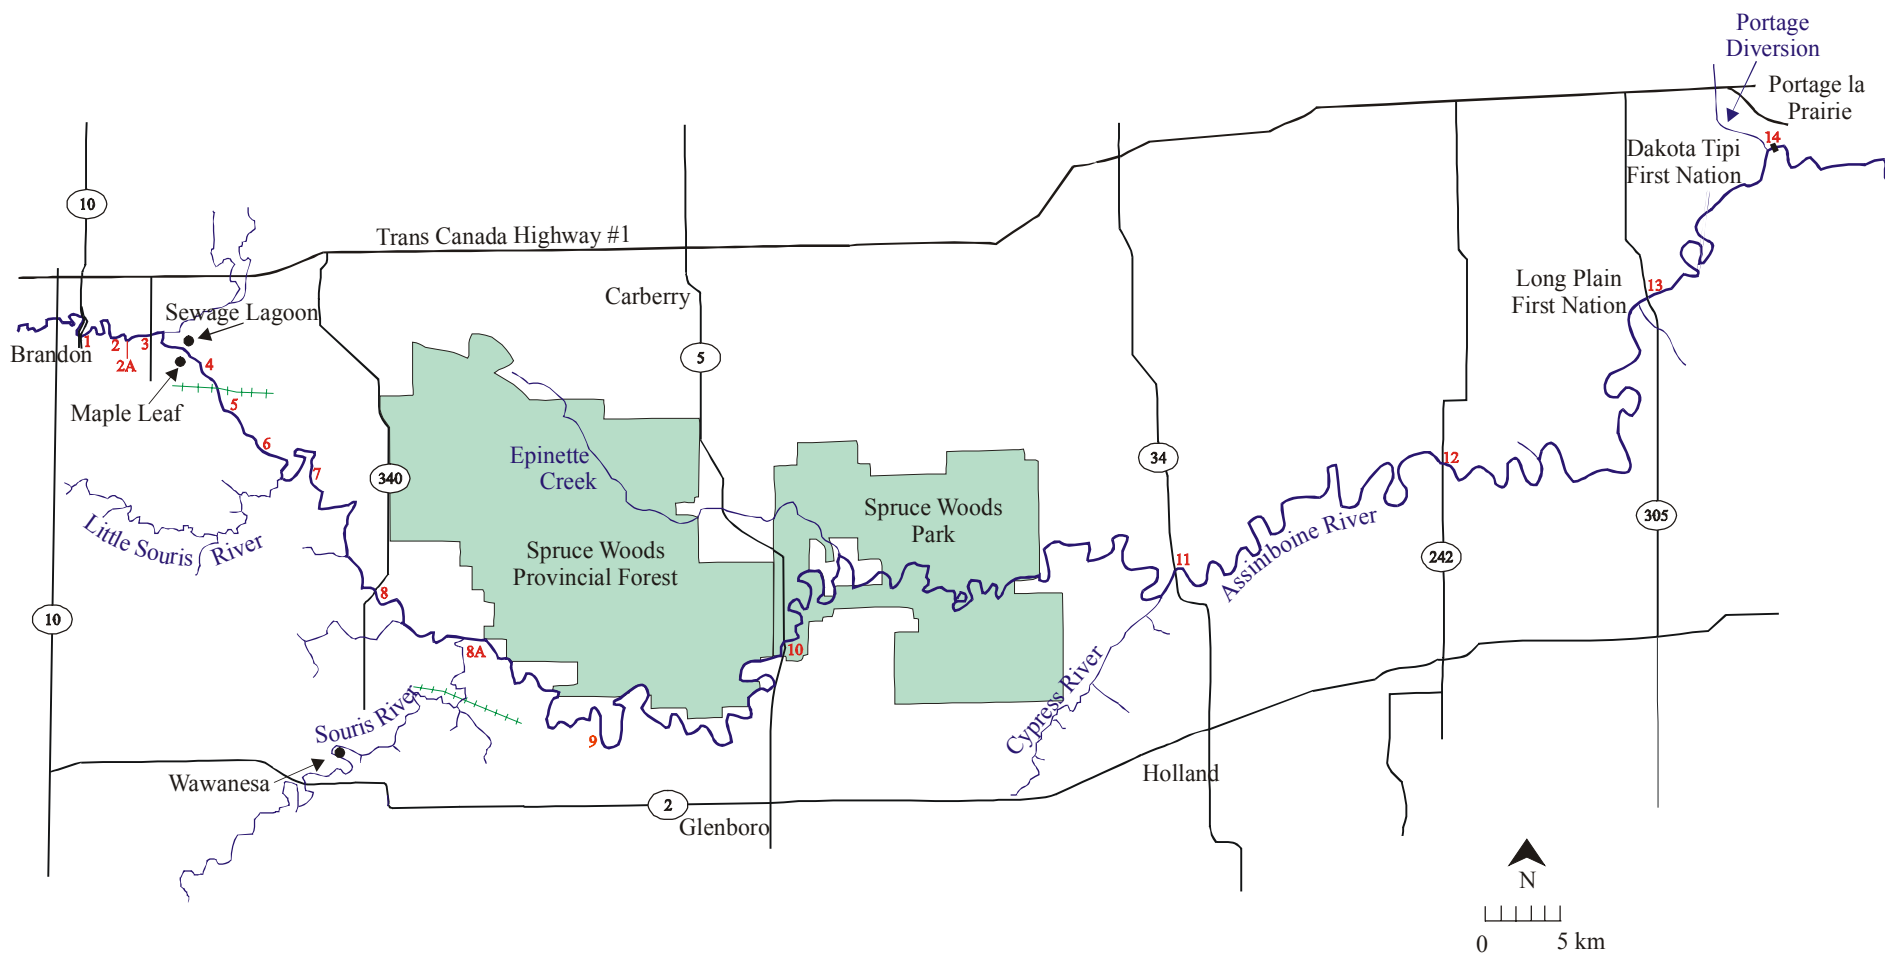 Portage
Diversion
Portage la
Prairie
14
Dakota Tipi
First Nation
10
Trans Canada Highway #1
Carberry
Long Plain
First Nation
13
Sewage Lagoon
Brandon
1
2
3
2A
4
5
Maple Leaf
5
6
7
Epinette
Creek
340
34
12
Spruce Woods
Park
305
Little Souris River
Spruce Woods
Provincial Forest
Assiniboine River
242
11
8
10
8A
10
Souris River
Cypress River
9
Wawanesa
Holland
2
Glenboro
N
0 5 km